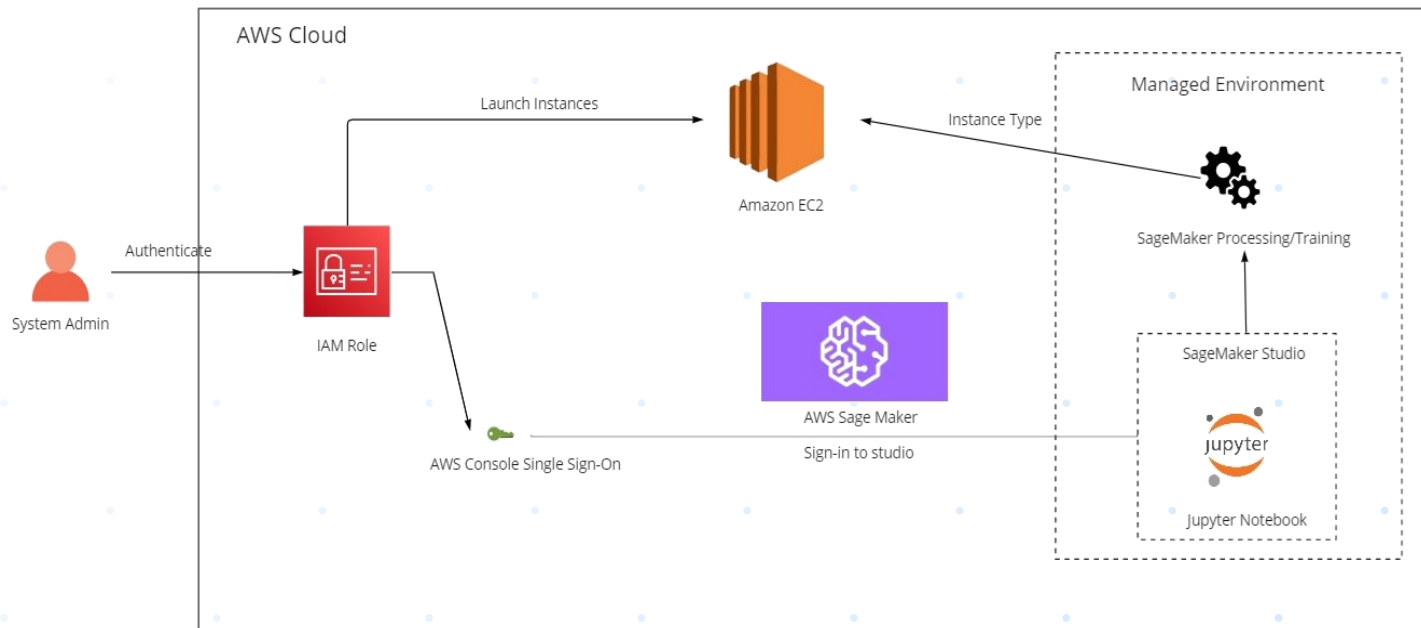 AWS Cloud
Managed Environment
Launch Instances
Instance Type
Amazon EC2
SageMaker Processing/Training
Authenticate
System Admin
IAM Role
SageMaker Studio
AWS Sage Maker
jupyter
Sign-in to studio
AWS Console Single Sign-On
Jupyter Notebook